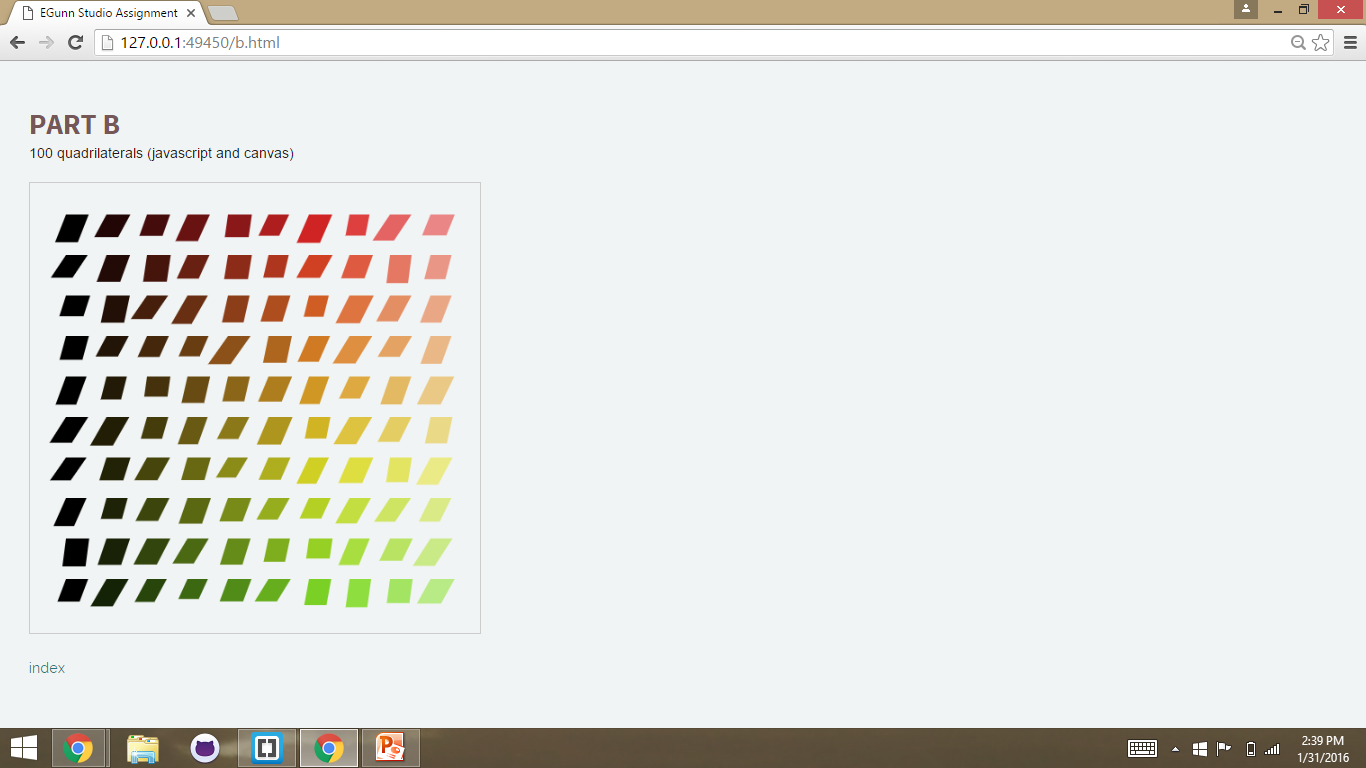 EGunn Studio Assignment
127.0.0.1:49450/b.html
PART B
100 quadrilaterals (javascript and canvas)
index
2:39 PM
1/31/2016